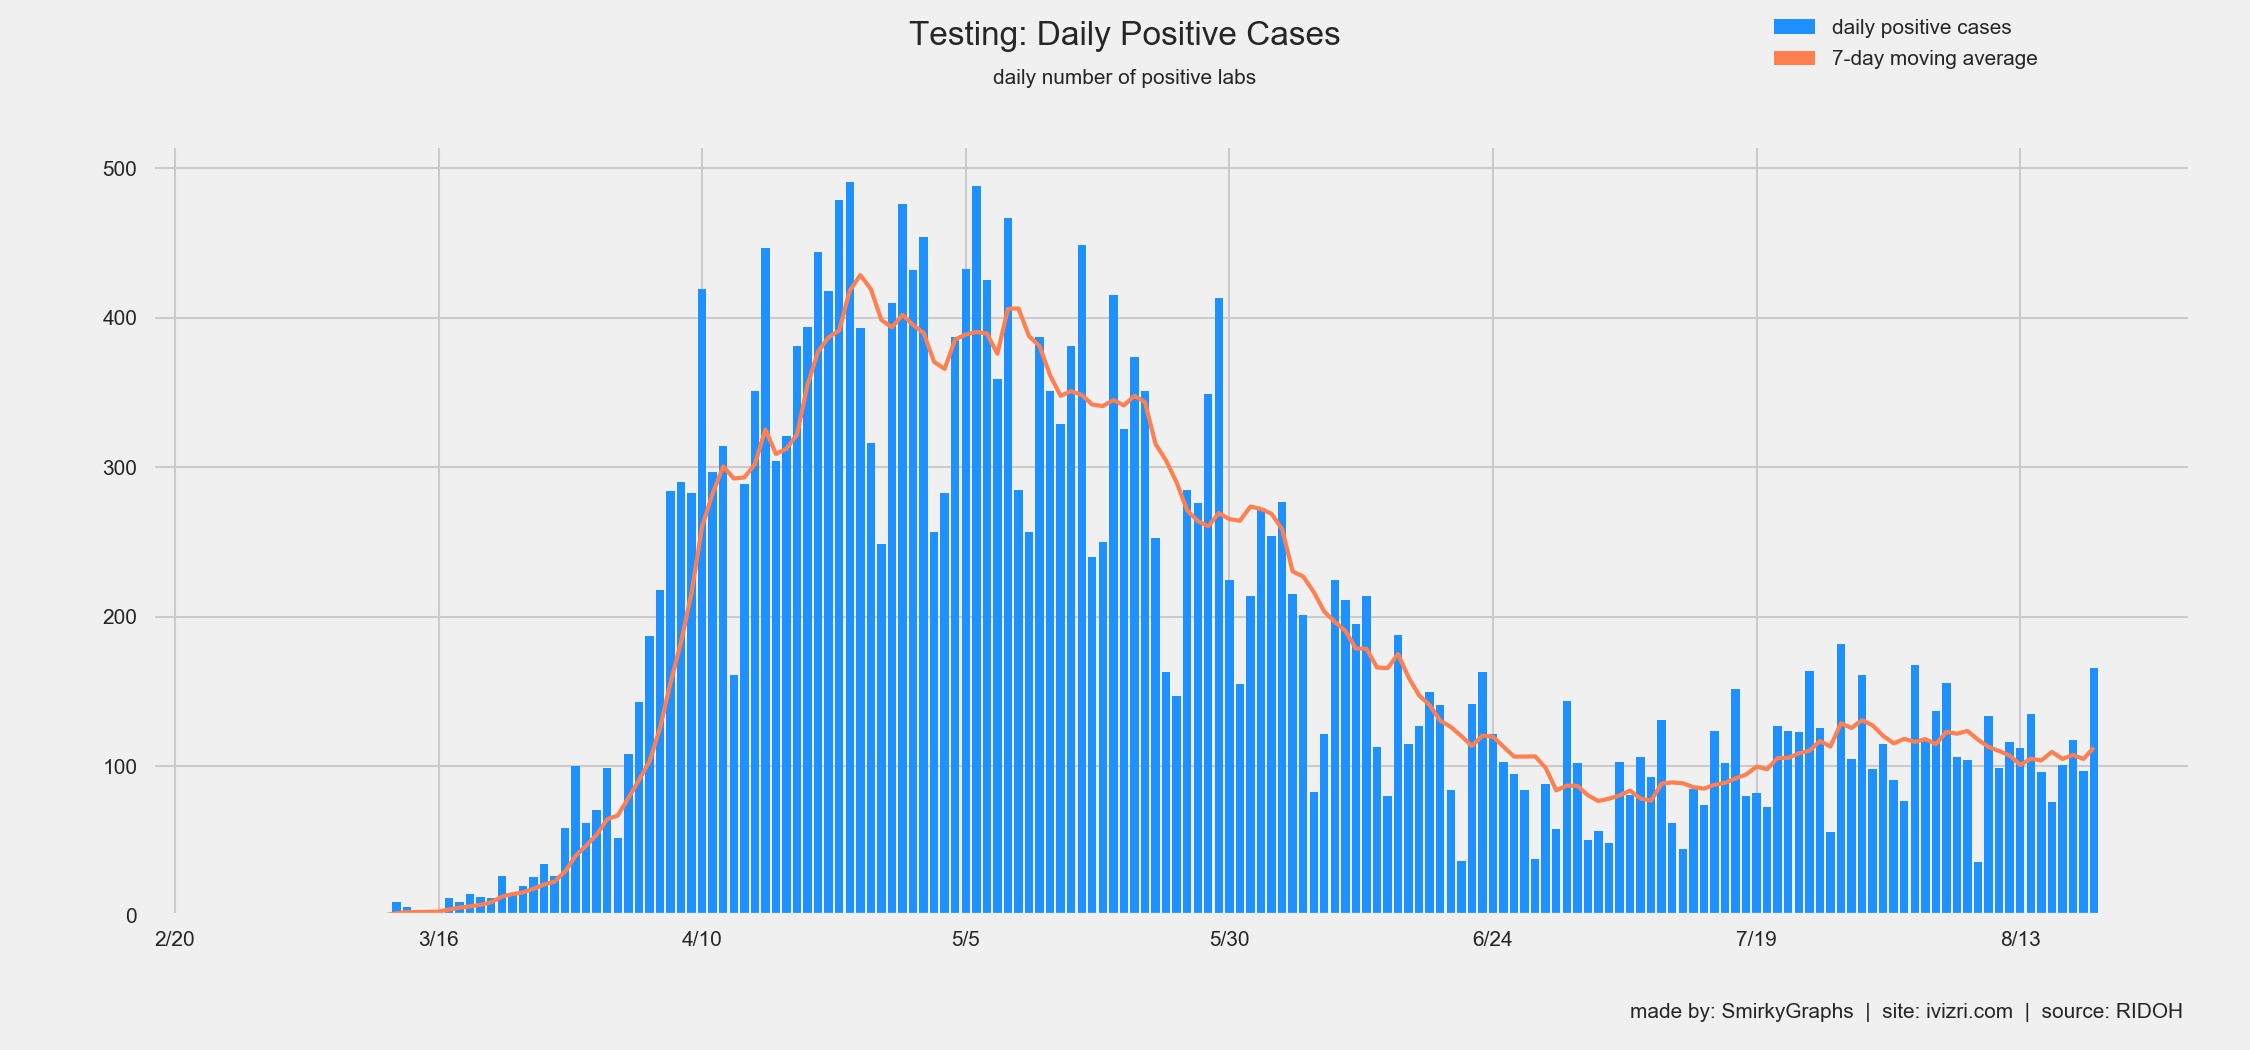 Testing: Daily Positive Cases
daily number of positive labs
daily positive cases
7-day moving average
500
400
300
200
100
0
2/20 3/16 4/10 5/5 5/30 6/24 7/19 8/13
made by: SmirkyGraphs | site: ivizri.com | source: RIDOH